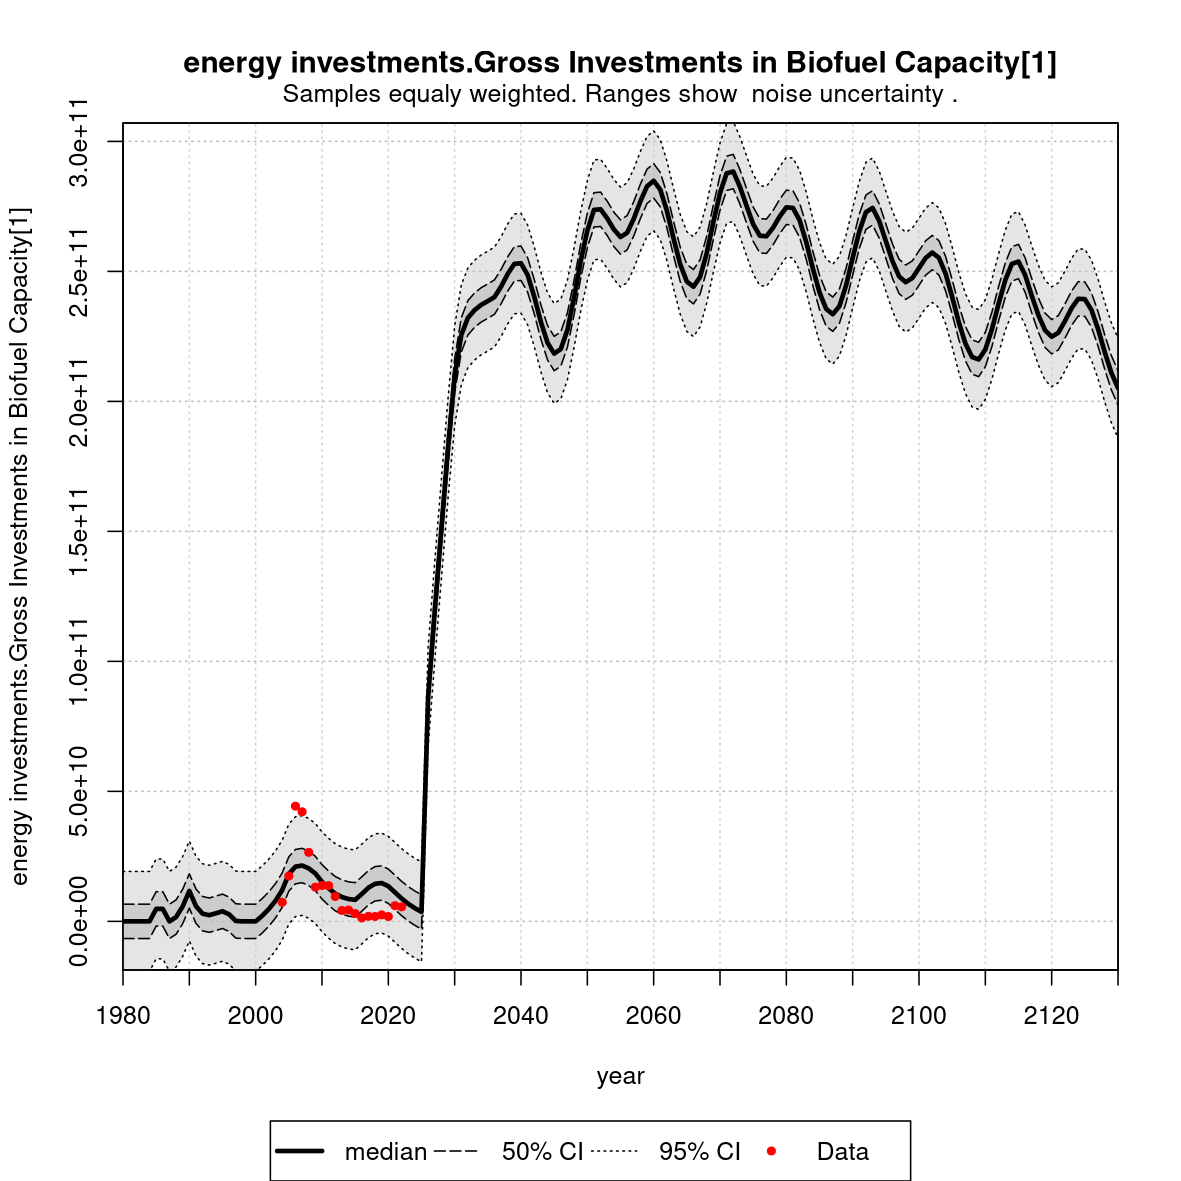 energy investments.Gross Investments in Biofuel Capacity[1]
Samples equaly weighted. Ranges show  noise uncertainty .
energy investments.Gross Investments in Biofuel Capacity[1]
3.0e+11
2.5e+11
2.0e+11
1.5e+11
1.0e+11
5.0e+10
0.0e+00
1980 2000 2020 2040 2060 2080 2100 2120
year
median 50% CI 95% CI Data